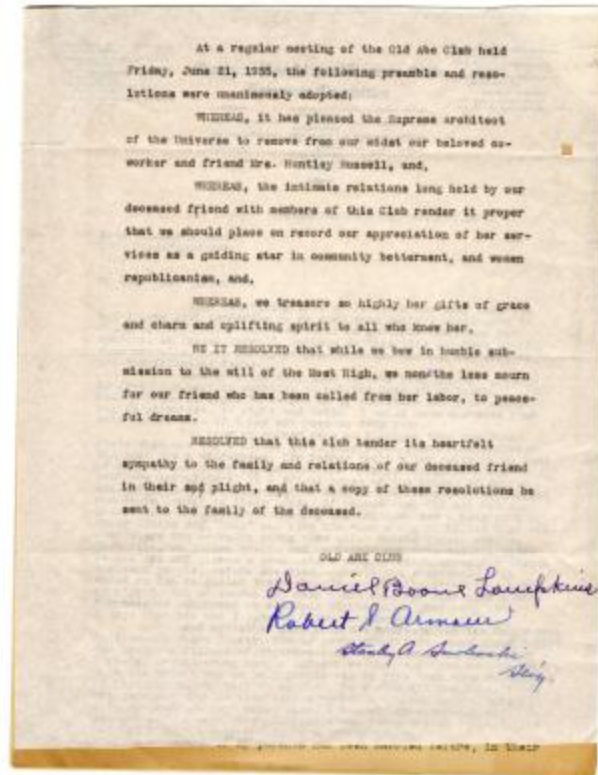 At a regular meeting of the Old Abe Club held
Friday, June 21, 1935, the following preamble and reso-
lutions were unanimously adopted:
WHEREAS, it has pleased the Supreme architect
of the Universe to remove from our midst our beloved co-
worker and friend Mrs. Huntley Russell, and,
WHEREAS, the intimate relations long held by our
deceased friend with members of this Club render it proper
that we should place on record our appreciation of her ser-
vices as a guiding star in community betterment, and women
republicanism, and,
WHEREAS, we treasure so highly her gifts of grace
and charm and uplifting spirit to all who knew her,
BE IT RESOLVED that while we bow in humble sub-
mission to the will of the Most High, we nonethe less mourn
for our friend who has been called from her labor, to peace-
ful dreams.
RESOLVED that this club tender its heartfelt
sympathy to the family and relations of our deceased friend
in their sad plight, and that a copy of these resolutions be
sent to the family of the deceased.
OLD ABE CLUB
Daniel Boone Lampkins
Robert S. Armour
Stanley A.
in their